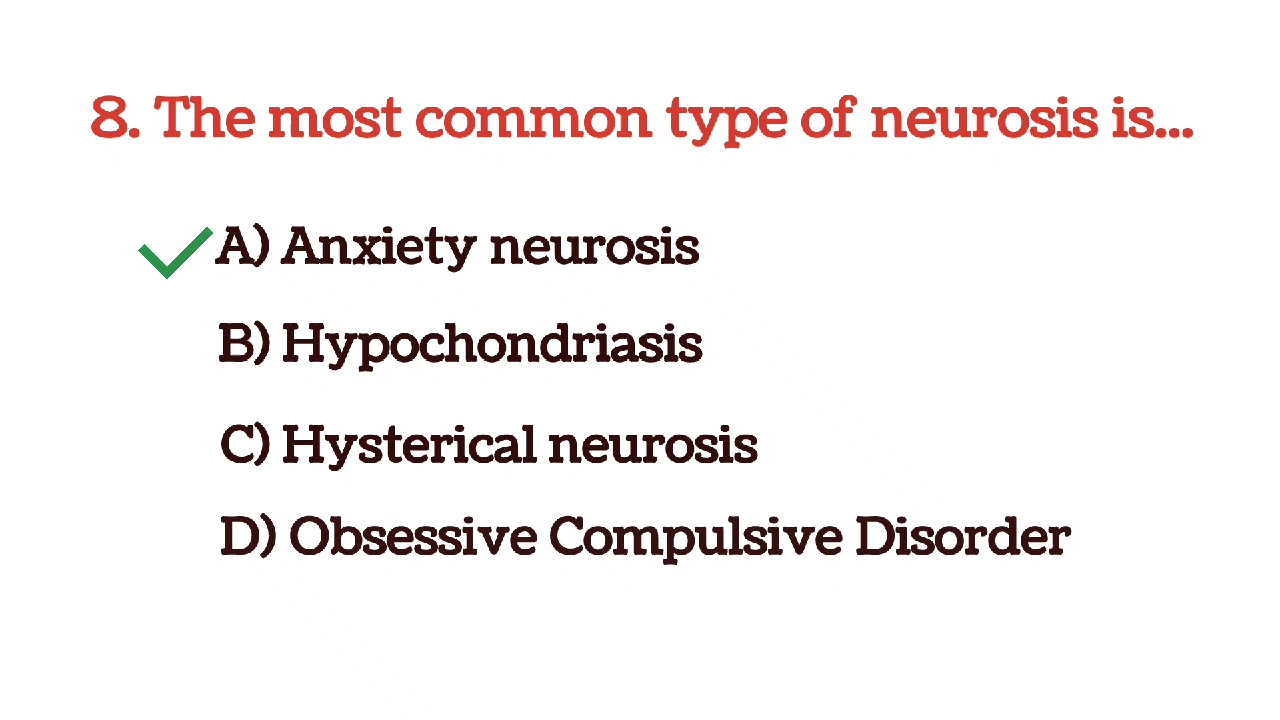 8. The most common type of neurosis is...
A) Anxiety neurosis
B) Hypochondriasis
C) Hysterical neurosis
D) Obsessive Compulsive Disorder